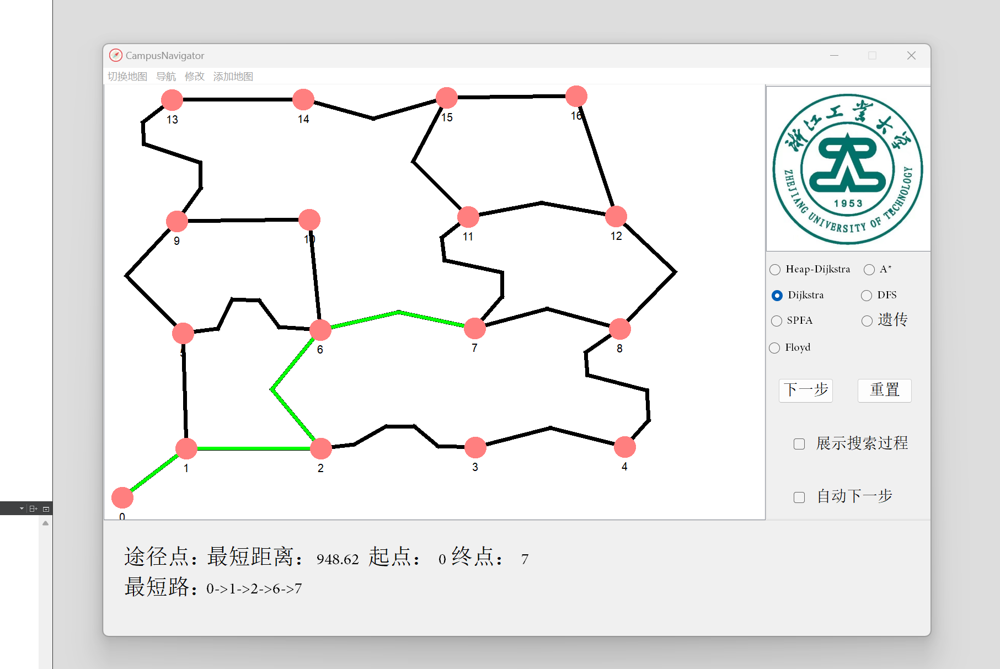 CampusNavigator
切换地图 导航 修改 添加地图
13
14
15
16
9
10
11
12
5
6
7
8
1
2
3
4
0
浙江工业大学
1953
ZHEJIANG UNIVERSITY OF TECHNOLOGY
Heap-Dijkstra
A*
Dijkstra
DFS
SPFA
遗传
Floyd
下一步
重置
展示搜索过程
自动下一步
途径点：最短距离： 948.62 起点： 0 终点： 7
最短路：0->1->2->6->7